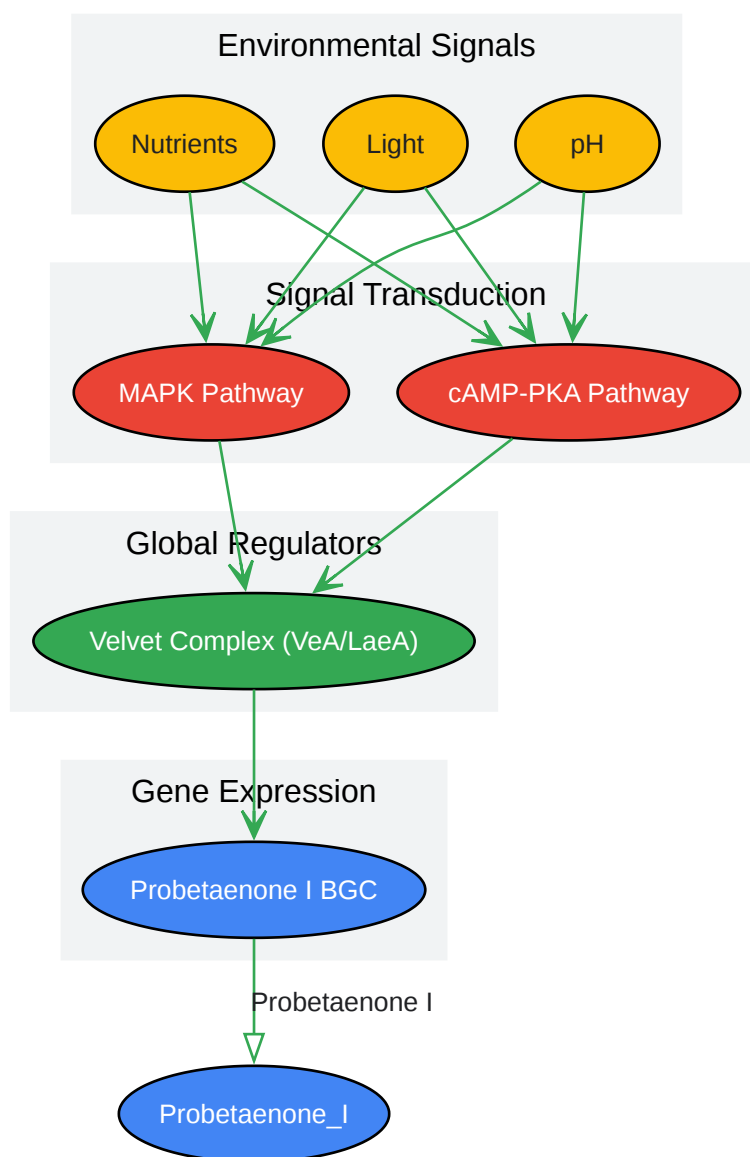 Environmental Signals
Nutrients
Light
pH
Signal Transduction
MAPK Pathway
cAMP-PKA Pathway
Global Regulators
Velvet Complex (VeA/LaeA)
Gene Expression
Probetaenone I BGC
Probetaenone I
Probetaenone_I